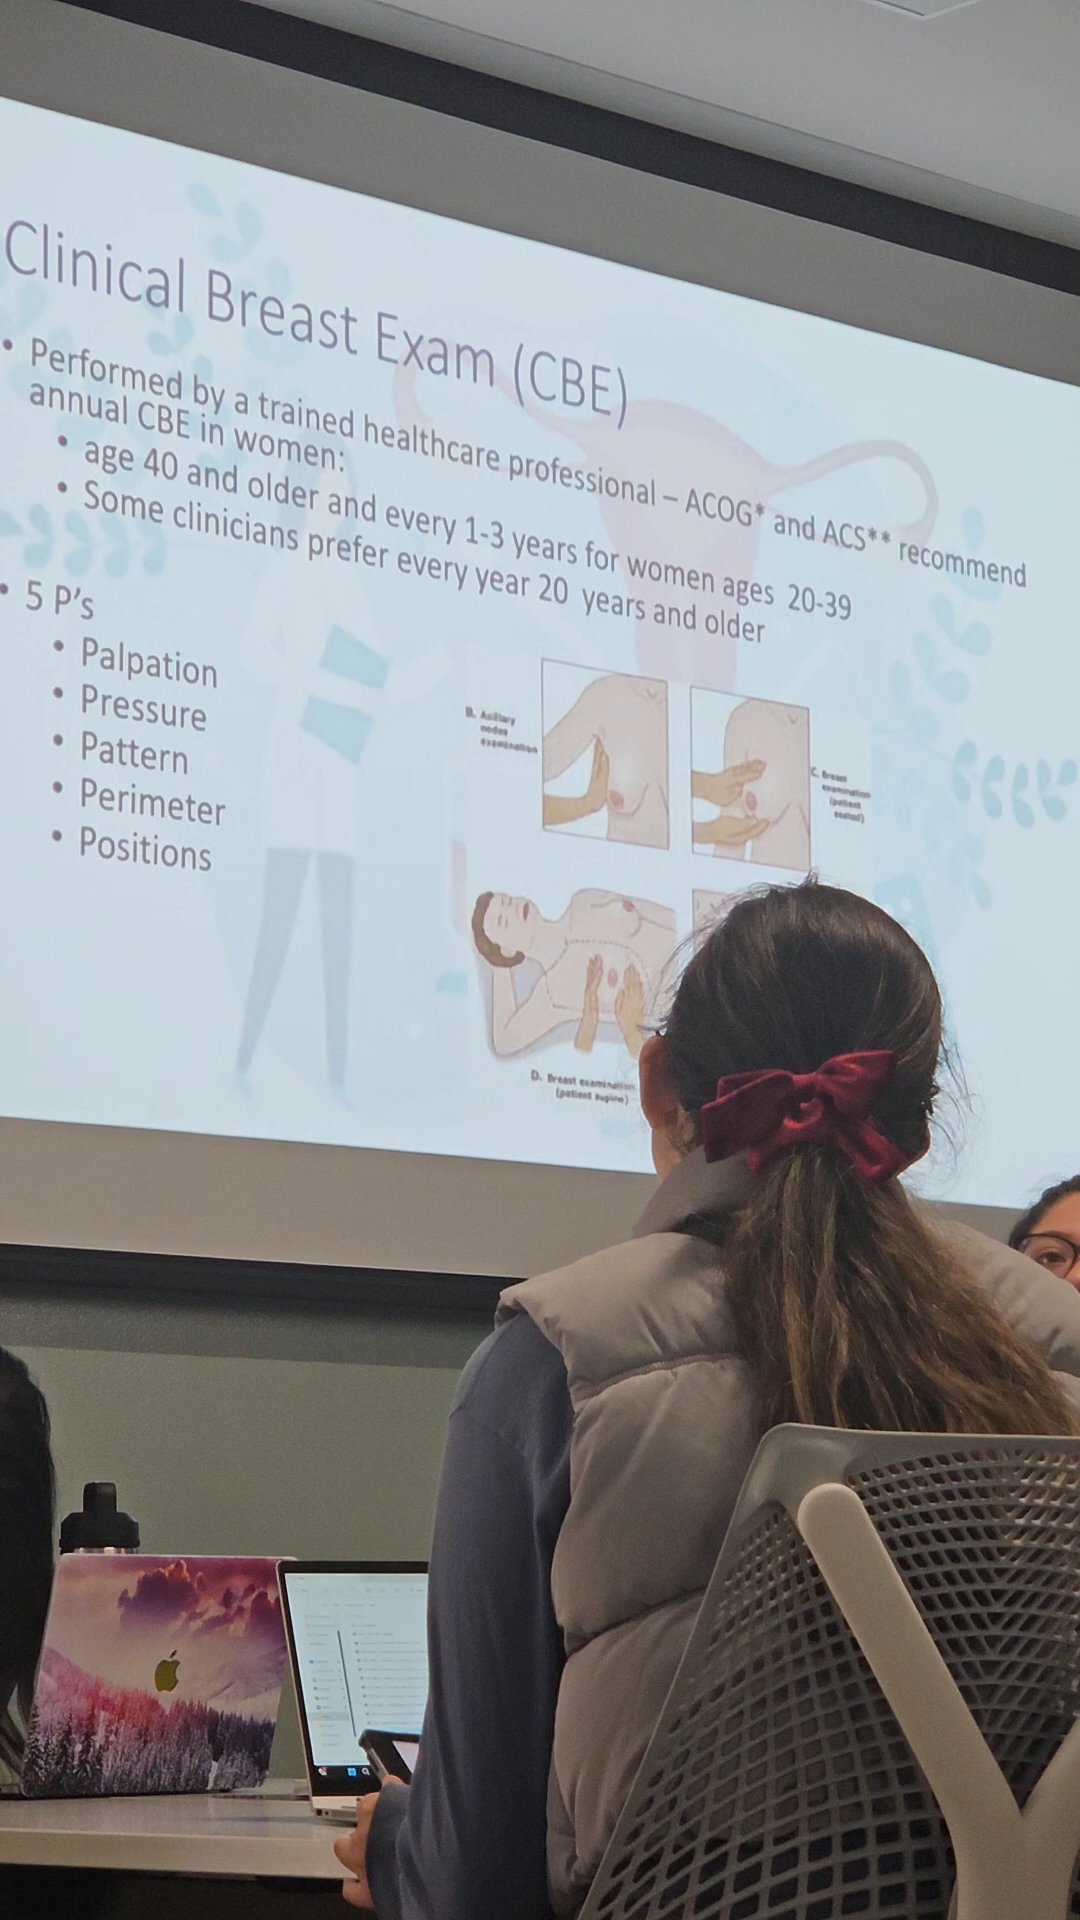 Clinical Breast Exam (CBE)
• Performed by a trained healthcare professional – ACOG* and ACS** recommend
annual CBE in women:
• age 40 and older and every 1-3 years for women ages 20-39
• Some clinicians prefer every year 20 years and older
• 5 P's
• Palpation
• Pressure
• Pattern
• Perimeter
• Positions
B. Axillary
nodes
examination
C. Breast
examination
(patient
seated)
D. Breast examination
(patient supine)